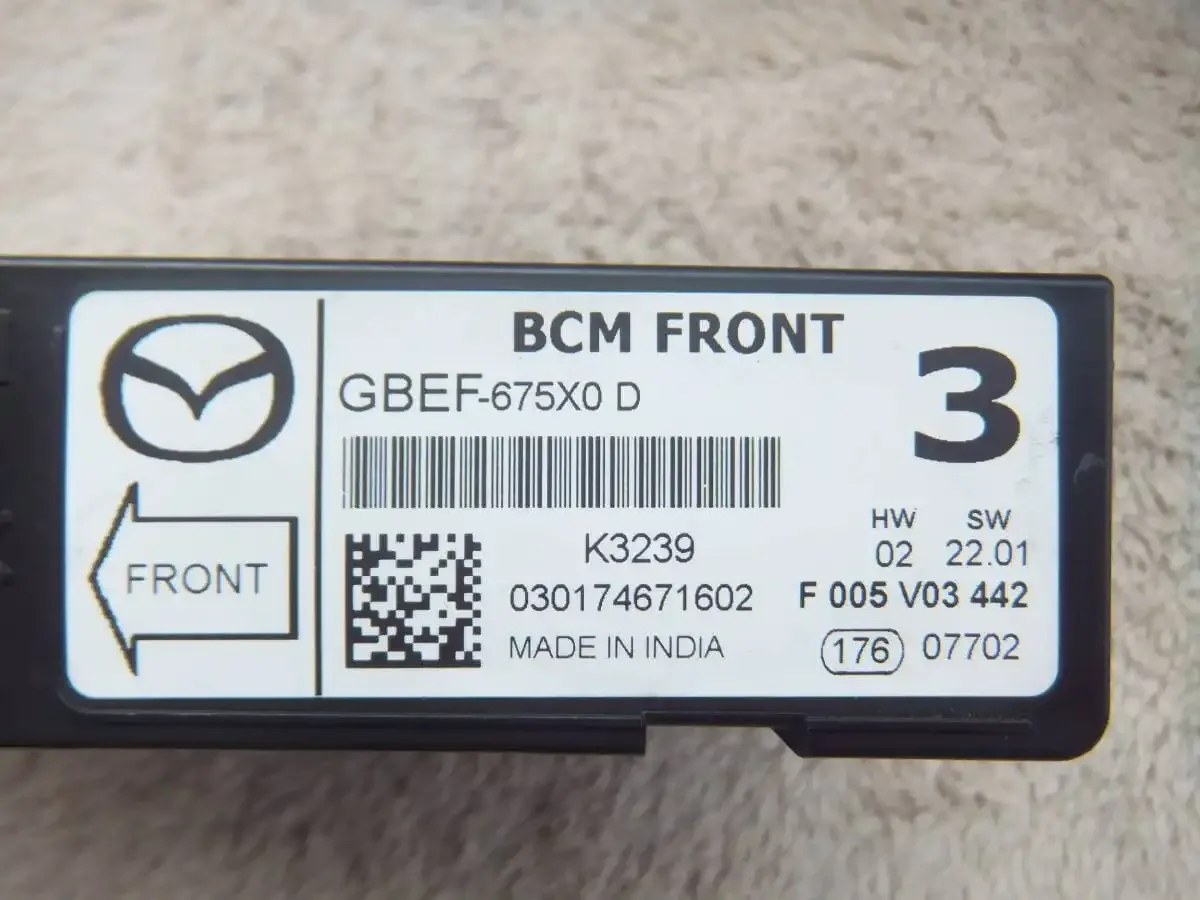 BCM FRONT
GBEF-675X0 D
3
FRONT
K3239
030174671602
MADE IN INDIA
HW SW
02 22.01
F 005 V03 442
176 07702